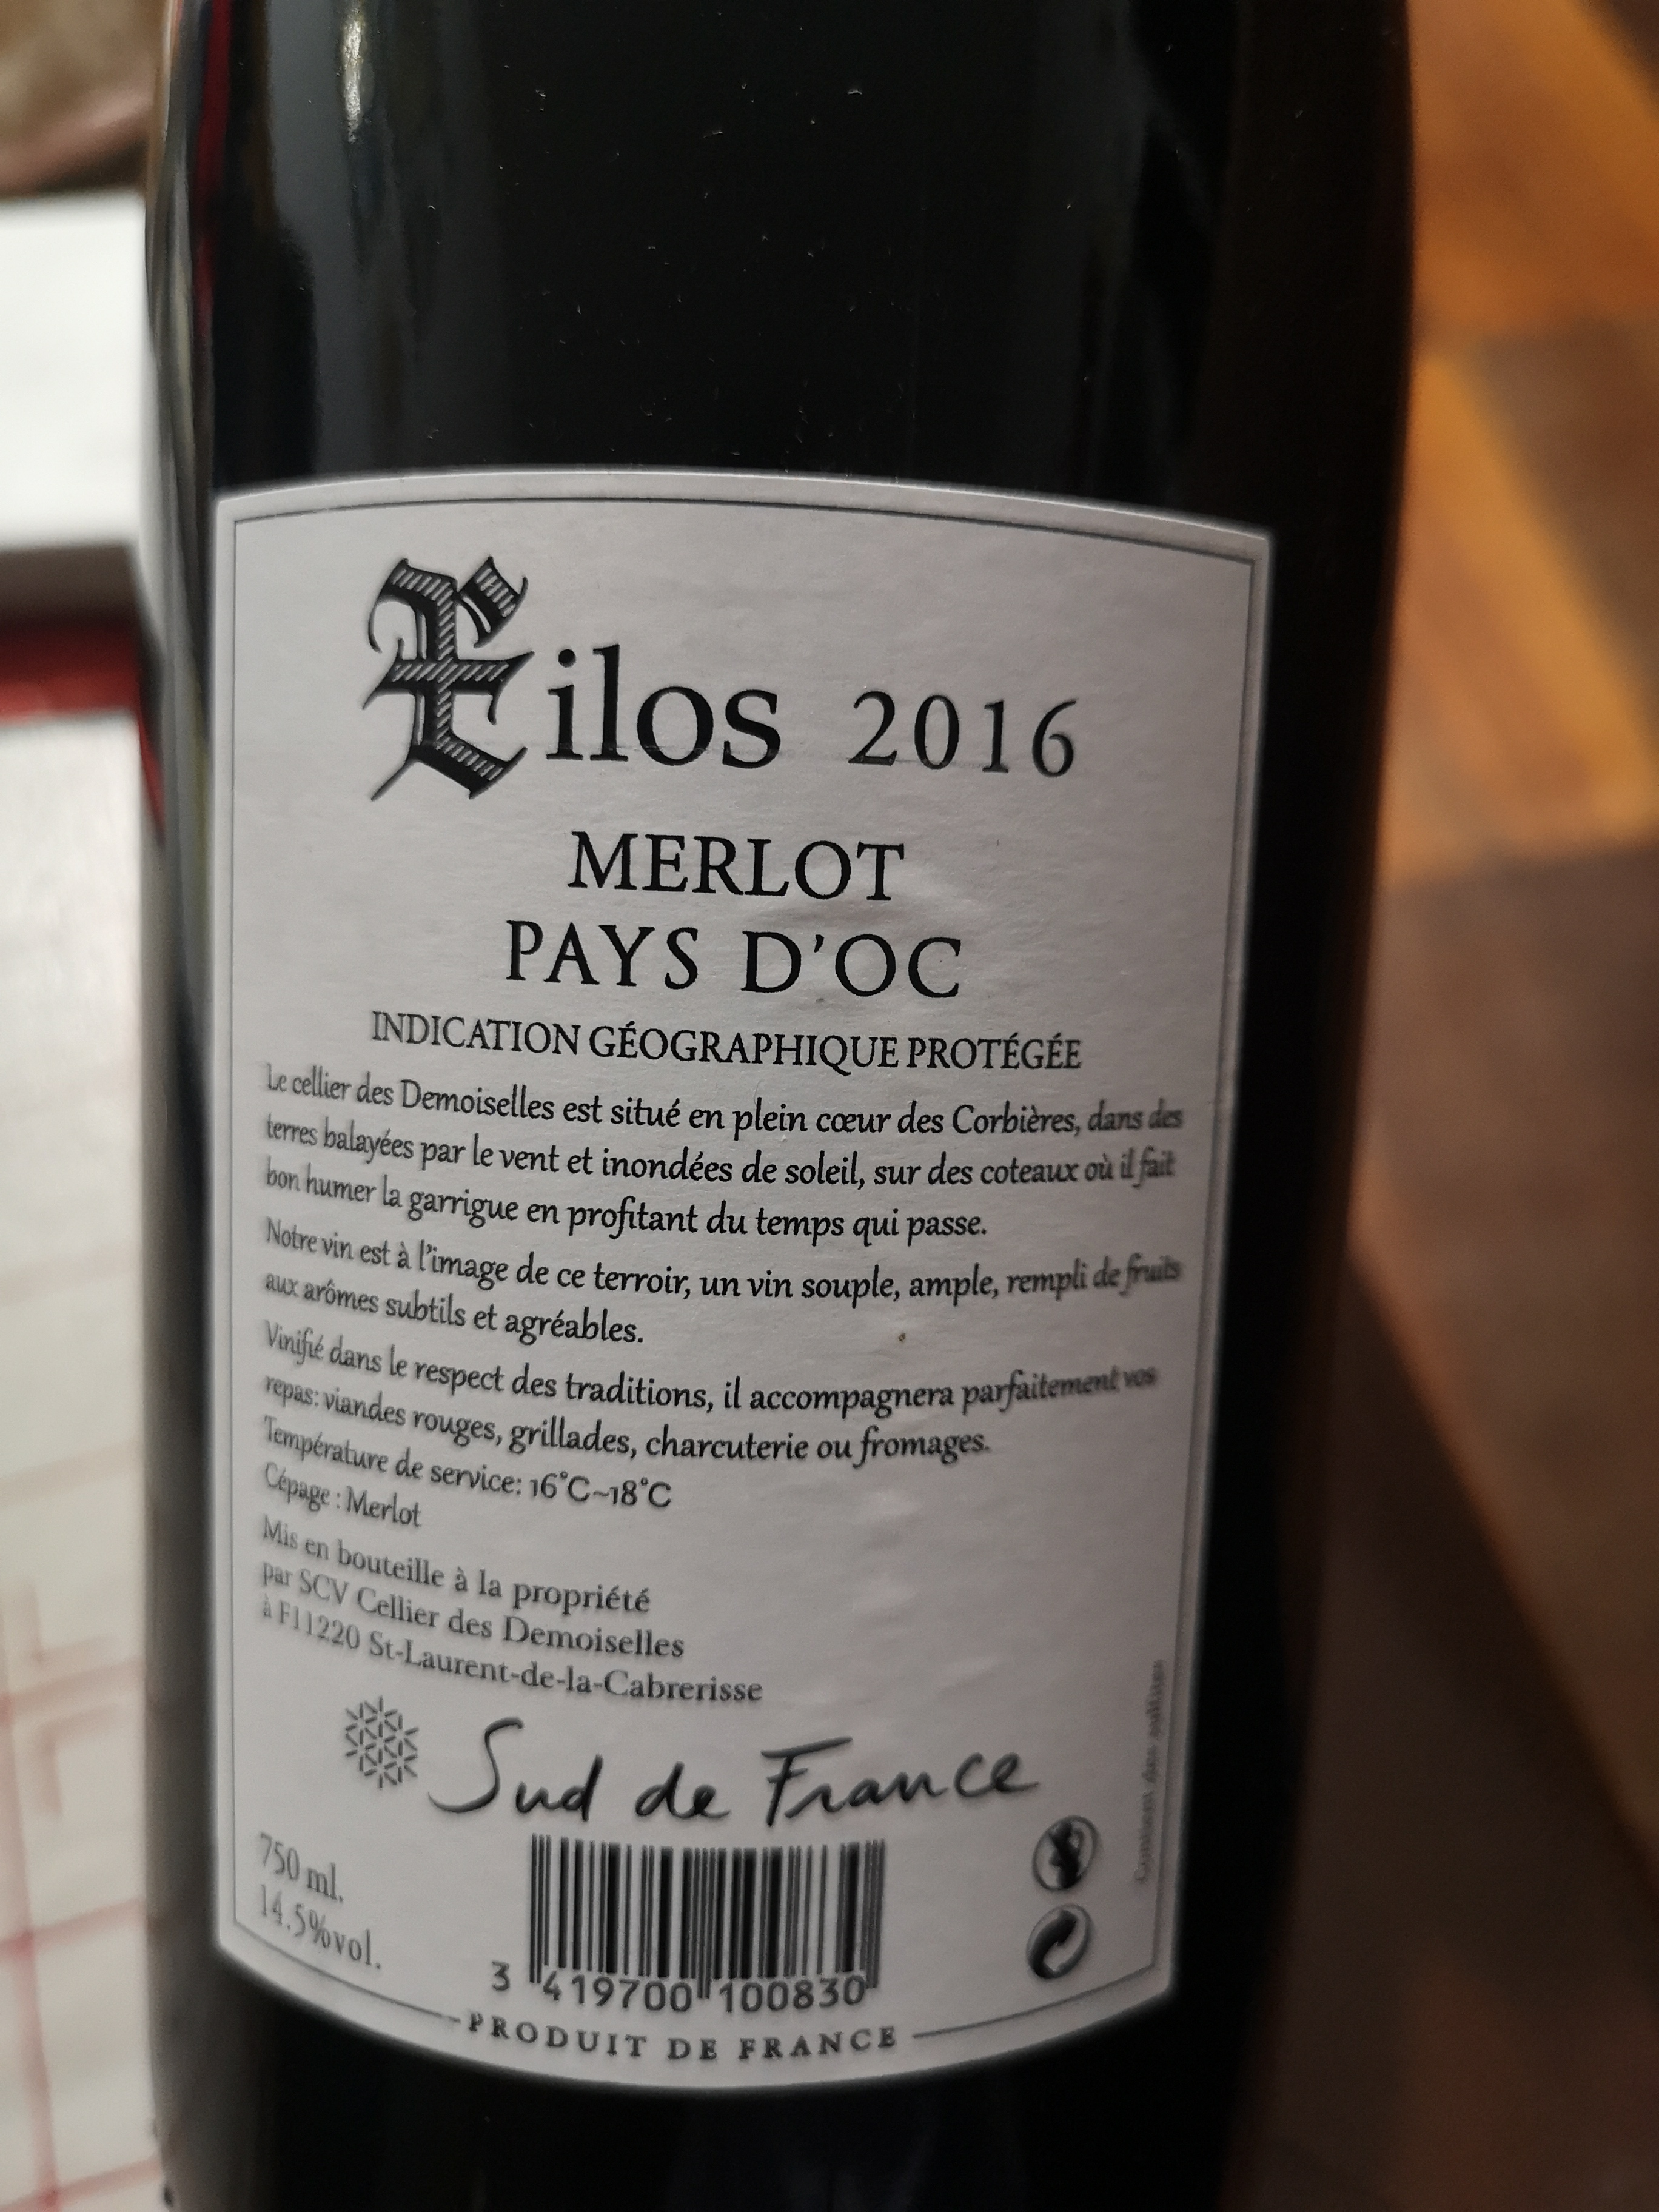 Eilos 2016
MERLOT
PAYS D'OC
INDICATION GÉOGRAPHIQUE PROTÉGÉE
Le cellier des Demoiselles est situé en plein cœur des Corbières, dans des
terres balayées par le vent et inondées de soleil, sur des coteaux où il fait
bon humer la garrigue en profitant du temps qui passe.
Notre vin est à l'image de ce terroir, un vin souple, ample, rempli de fruits
aux arômes subtils et agréables.
Vinifié dans le respect des traditions, il accompagnera parfaitement vos
repas: viandes rouges, grillades, charcuterie ou fromages.
Température de service: 16°C~18°C
Cépage : Merlot
Mis en bouteille à la propriété
par SCV Cellier des Demoiselles
à F11220 St-Laurent-de-la-Cabrerisse
Sud de France
Contient des sulfites
750 ml.
14.5%vol.
3 419700 100830
PRODUIT DE FRANCE